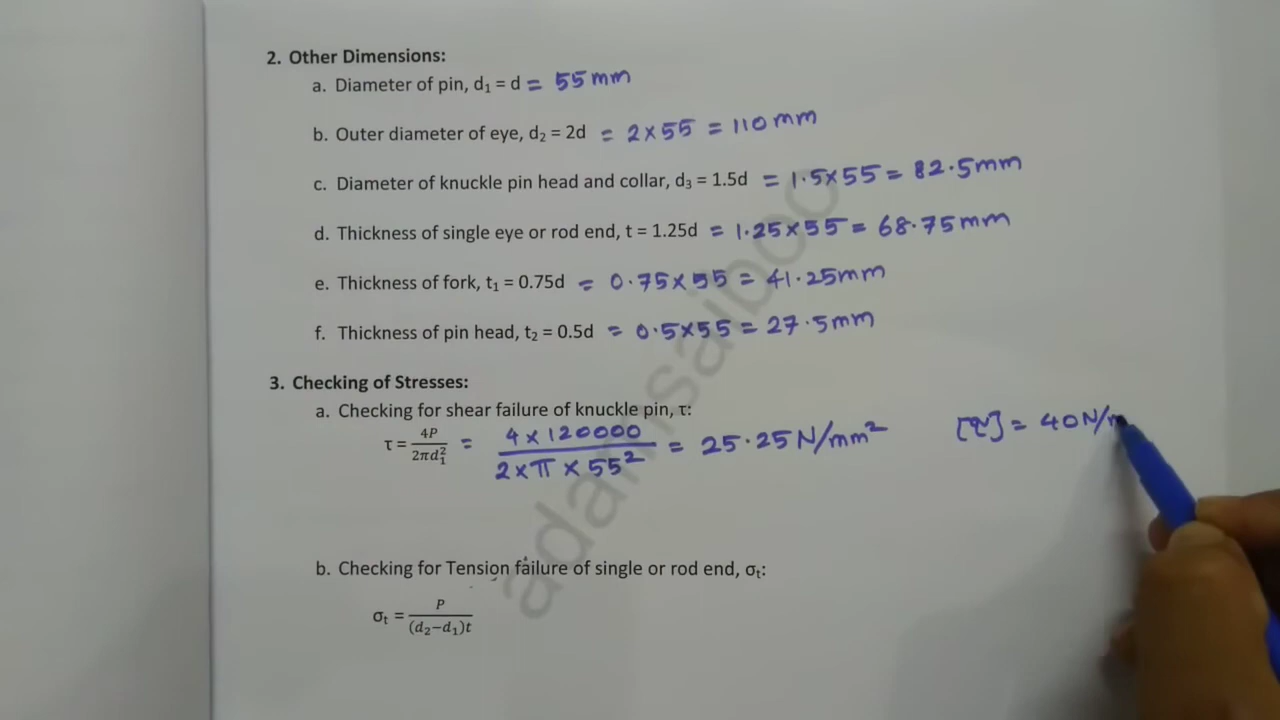 2. Other Dimensions:
a. Diameter of pin, d₁ = d = 55 mm
b. Outer diameter of eye, d₂ = 2d = 2×55 = 110 mm
c. Diameter of knuckle pin head and collar, d₃ = 1.5d = 1.5×55 = 82.5mm
d. Thickness of single eye or rod end, t = 1.25d = 1.25×55 = 68.75mm
e. Thickness of fork, t₁ = 0.75d = 0.75×55 = 41.25mm
f. Thickness of pin head, t₂ = 0.5d = 0.5×55 = 27.5mm
3. Checking of Stresses:
a. Checking for shear failure of knuckle pin, τ:
τ = 4P / 2πd₁² = 4×120000 / 2×π×55² = 25.25 N/mm² [τ] = 40 N/m
b. Checking for Tension failure of single or rod end, σₜ:
σₜ = P / (d₂−d₁)t
adamsaiboo